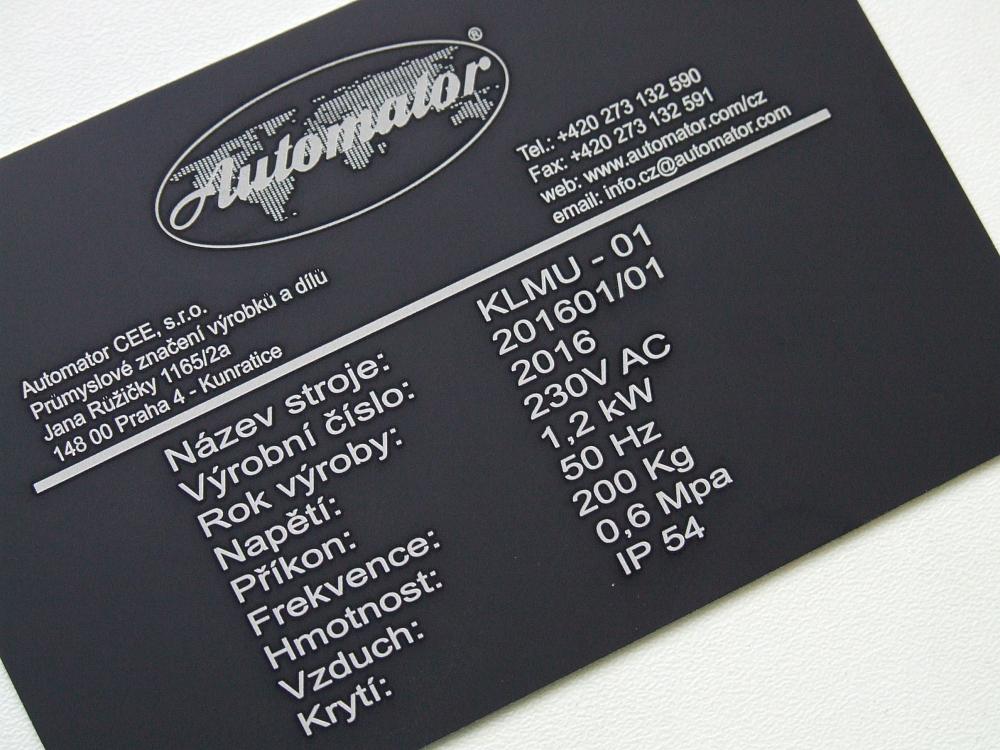 Automator®
Tel.: +420 273 132 590
Fax: +420 273 132 591
web: www.automator.com/cz
email: info.cz@automator.com
Automator CEE, s.r.o.
Průmyslové značení výrobků a dílů
Jana Růžičky 1165/2a
148 00 Praha 4 - Kunratice
Název stroje: KLMU - 01
Výrobní číslo: 201601/01
Rok výroby: 2016
Napětí: 230V AC
Příkon: 1,2 kW
Frekvence: 50 Hz
Hmotnost: 200 Kg
Vzduch: 0,6 Mpa
Krytí: IP 54